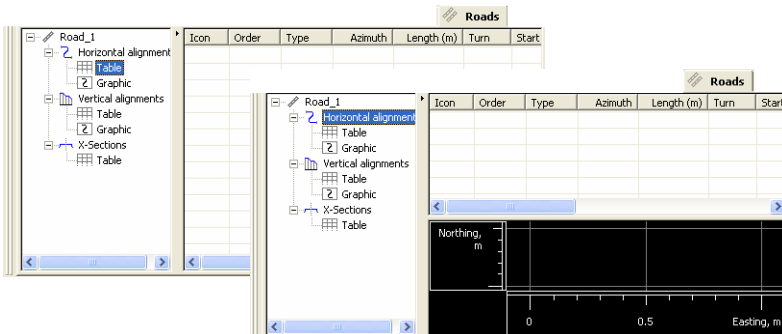 Roads
Road_1
Icon Order Type Azimuth Length (m) Turn Start
Horizontal alignment
Table
Graphic
Vertical alignments
Table
Graphic
X-Sections
Table
Roads
Road_1
Icon Order Type Azimuth Length (m) Turn Star
Horizontal alignment
Table
Graphic
Vertical alignments
Table
Graphic
X-Sections
Table
Northing,
m
0 0.5 Easting, m